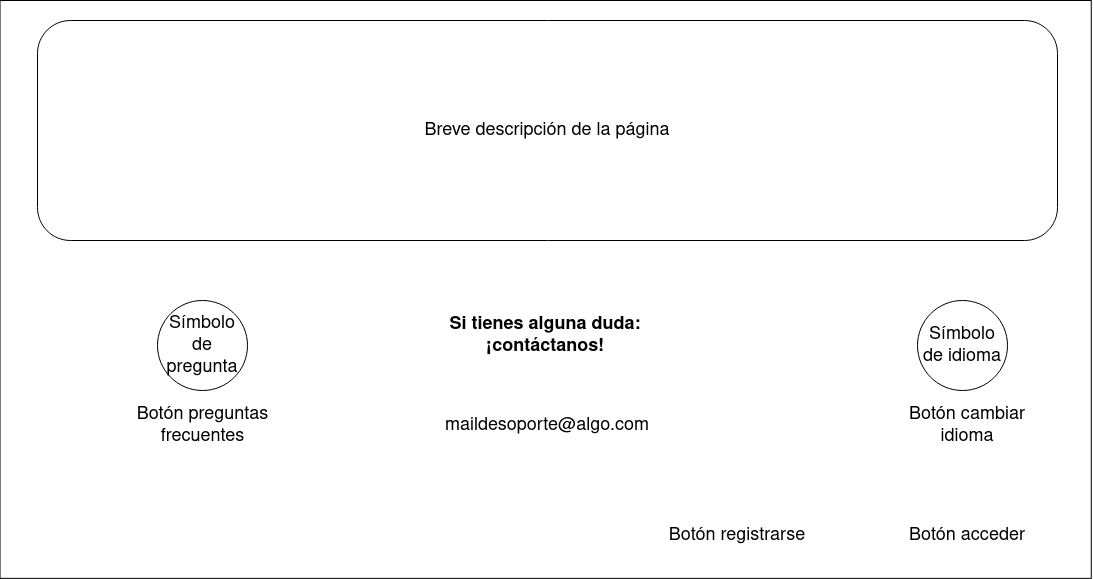 Breve descripción de la página
Símbolo
de
pregunta
Botón preguntas
frecuentes
Si tienes alguna duda:
¡contáctanos!
maildesoporte@algo.com
Símbolo
de idioma
Botón cambiar
idioma
Botón registrarse
Botón acceder